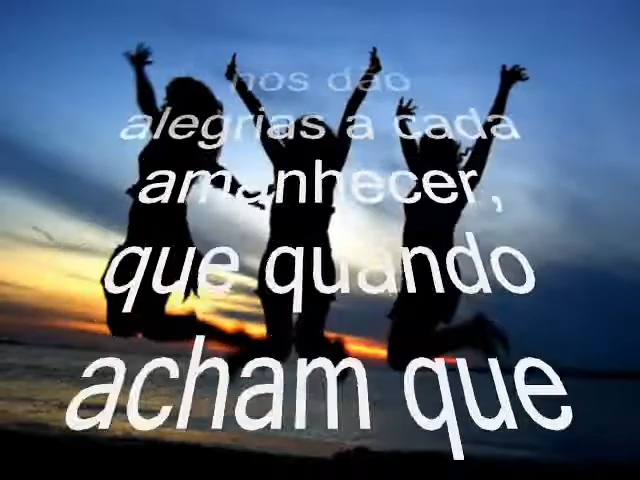 nos dão
alegrias a cada
amanhecer,
que quando
acham que